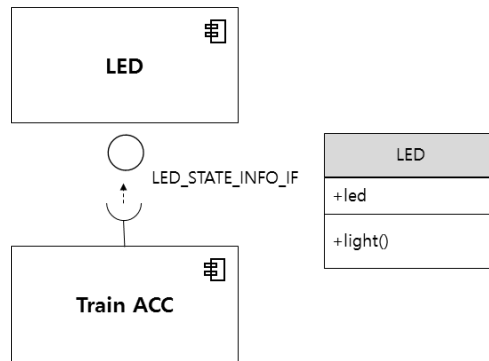 LED
LED_STATE_INFO_IF
Train ACC
LED
+led
+light()